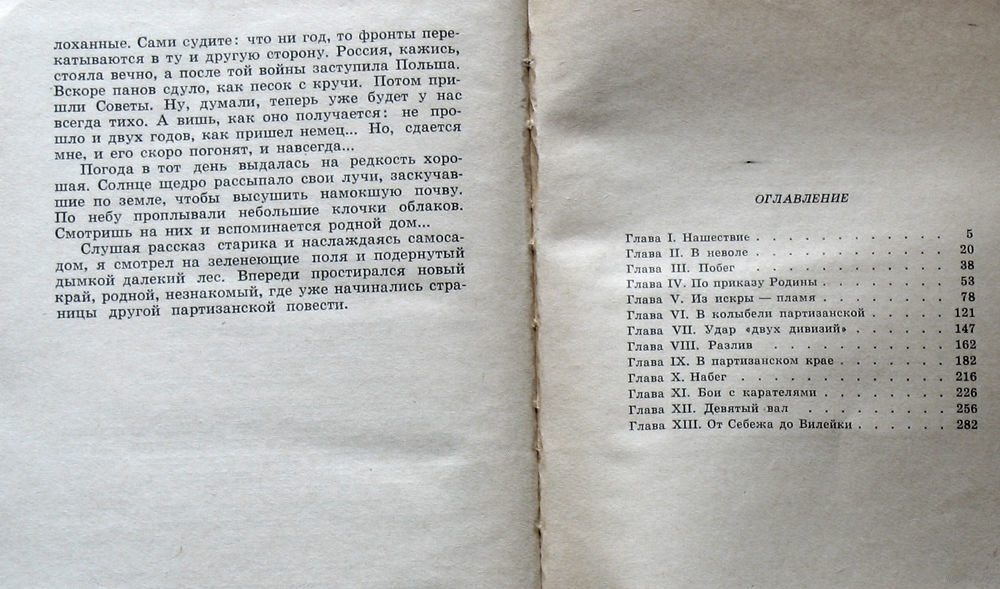 лоханные. Сами судите: что ни год, то фронты пере-
катываются в ту и другую сторону. Россия, кажись,
стояла вечно, а после той войны заступила Польша.
Вскоре панов сдуло, как песок с кручи. Потом при-
шли Советы. Ну, думали, теперь уже будет у нас
всегда тихо. А вишь, как оно получается: не про-
шло и двух годов, как пришел немец... Но, сдается
мне, и его скоро погонят, и навсегда...
Погода в тот день выдалась на редкость хоро-
шая. Солнце щедро рассыпало свои лучи, заскучав-
шие по земле, чтобы высушить намокшую почву.
По небу проплывали небольшие клочки облаков.
Смотришь на них и вспоминается родной дом...
Слушая рассказ старика и наслаждаясь самоса-
дом, я смотрел на зеленеющие поля и подернутый
дымкой далекий лес. Впереди простирался новый
край, родной, незнакомый, где уже начинались стра-
ницы другой партизанской повести.
ОГЛАВЛЕНИЕ
Глава I. Нашествие . . . . . . . . . . . . 5
Глава II. В неволе . . . . . . . . . . . . 20
Глава III. Побег . . . . . . . . . . . . 38
Глава IV. По приказу Родины . . . . . . . . 53
Глава V. Из искры — пламя . . . . . . . . 78
Глава VI. В колыбели партизанской . . . . . 121
Глава VII. Удар «двух дивизий» . . . . . . 147
Глава VIII. Разлив . . . . . . . . . . . 162
Глава IX. В партизанском крае . . . . . . . 182
Глава X. Набег . . . . . . . . . . . . 216
Глава XI. Бои с карателями . . . . . . . . 226
Глава XII. Девятый вал . . . . . . . . . 256
Глава XIII. От Себежа до Вилейки . . . . . . 282